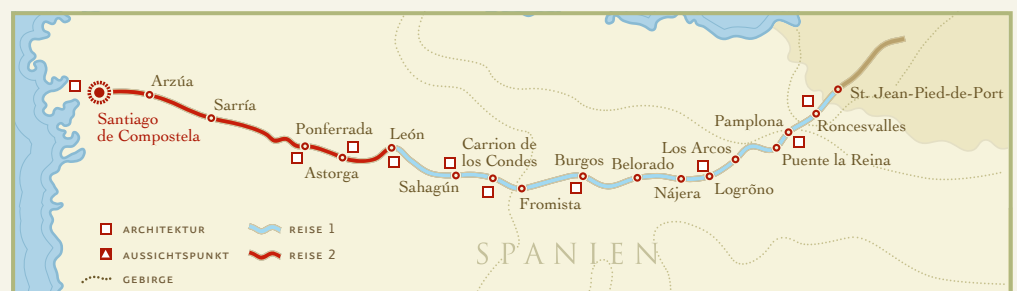 Arzúa
Sarría
Santiago
de Compostela
Ponferrada
Astorga
León
Sahagún
Carrion de
los Condes
Fromista
Burgos
Belorado
Nájera
Los Arcos
Logrõno
Pamplona
Puente la Reina
Roncesvalles
St. Jean-Pied-de-Port
SPANIEN
ARCHITEKTUR
REISE 1
AUSSICHTSPUNKT
REISE 2
GEBIRGE